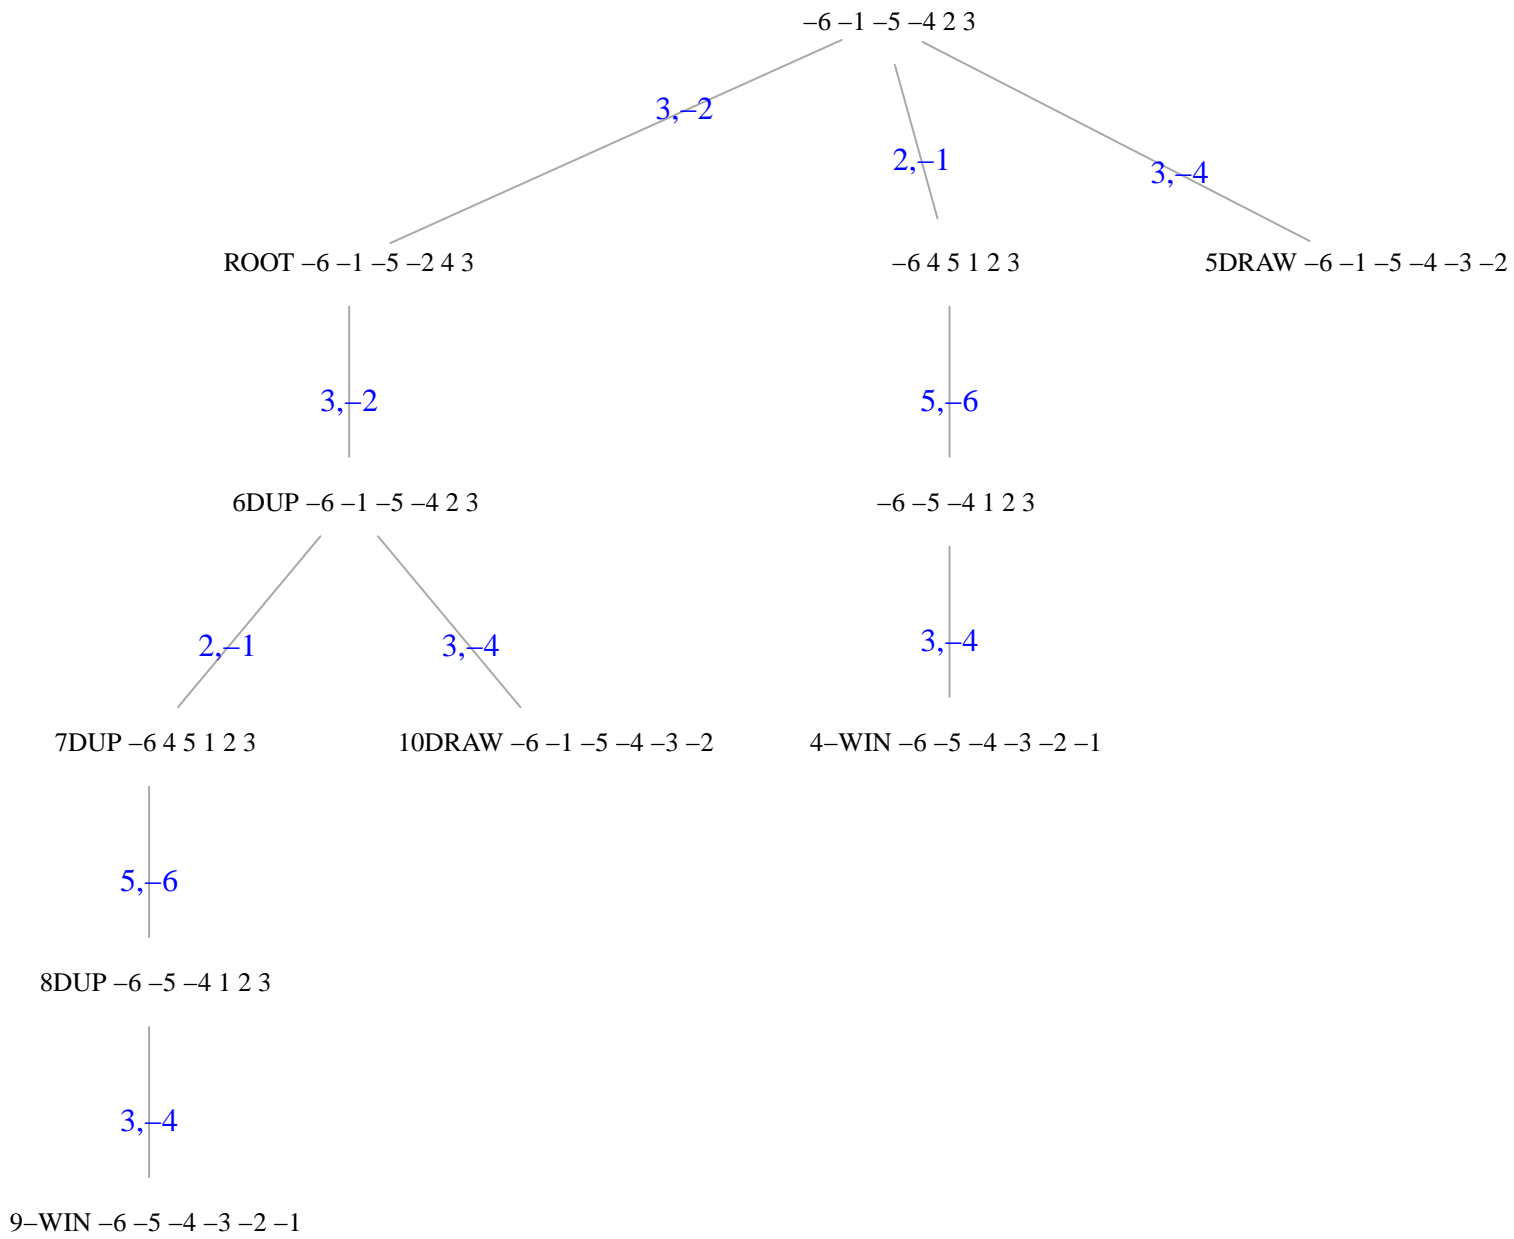 –6 –1 –5 –4 2 3
3,–2
2,–1
3,–4
ROOT –6 –1 –5 –2 4 3
–6 4 5 1 2 3
5DRAW –6 –1 –5 –4 –3 –2
3,–2
5,–6
6DUP –6 –1 –5 –4 2 3
–6 –5 –4 1 2 3
2,–1
3,–4
3,–4
7DUP –6 4 5 1 2 3
10DRAW –6 –1 –5 –4 –3 –2
4–WIN –6 –5 –4 –3 –2 –1
5,–6
8DUP –6 –5 –4 1 2 3
3,–4
9–WIN –6 –5 –4 –3 –2 –1